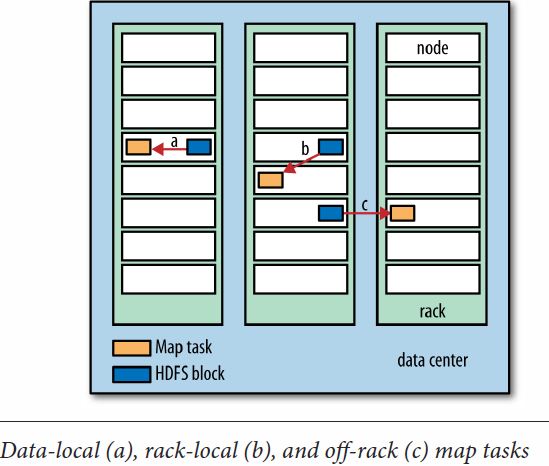 node
a
b
c
rack
Map task
HDFS block
data center
Data-local (a), rack-local (b), and off-rack (c) map tasks